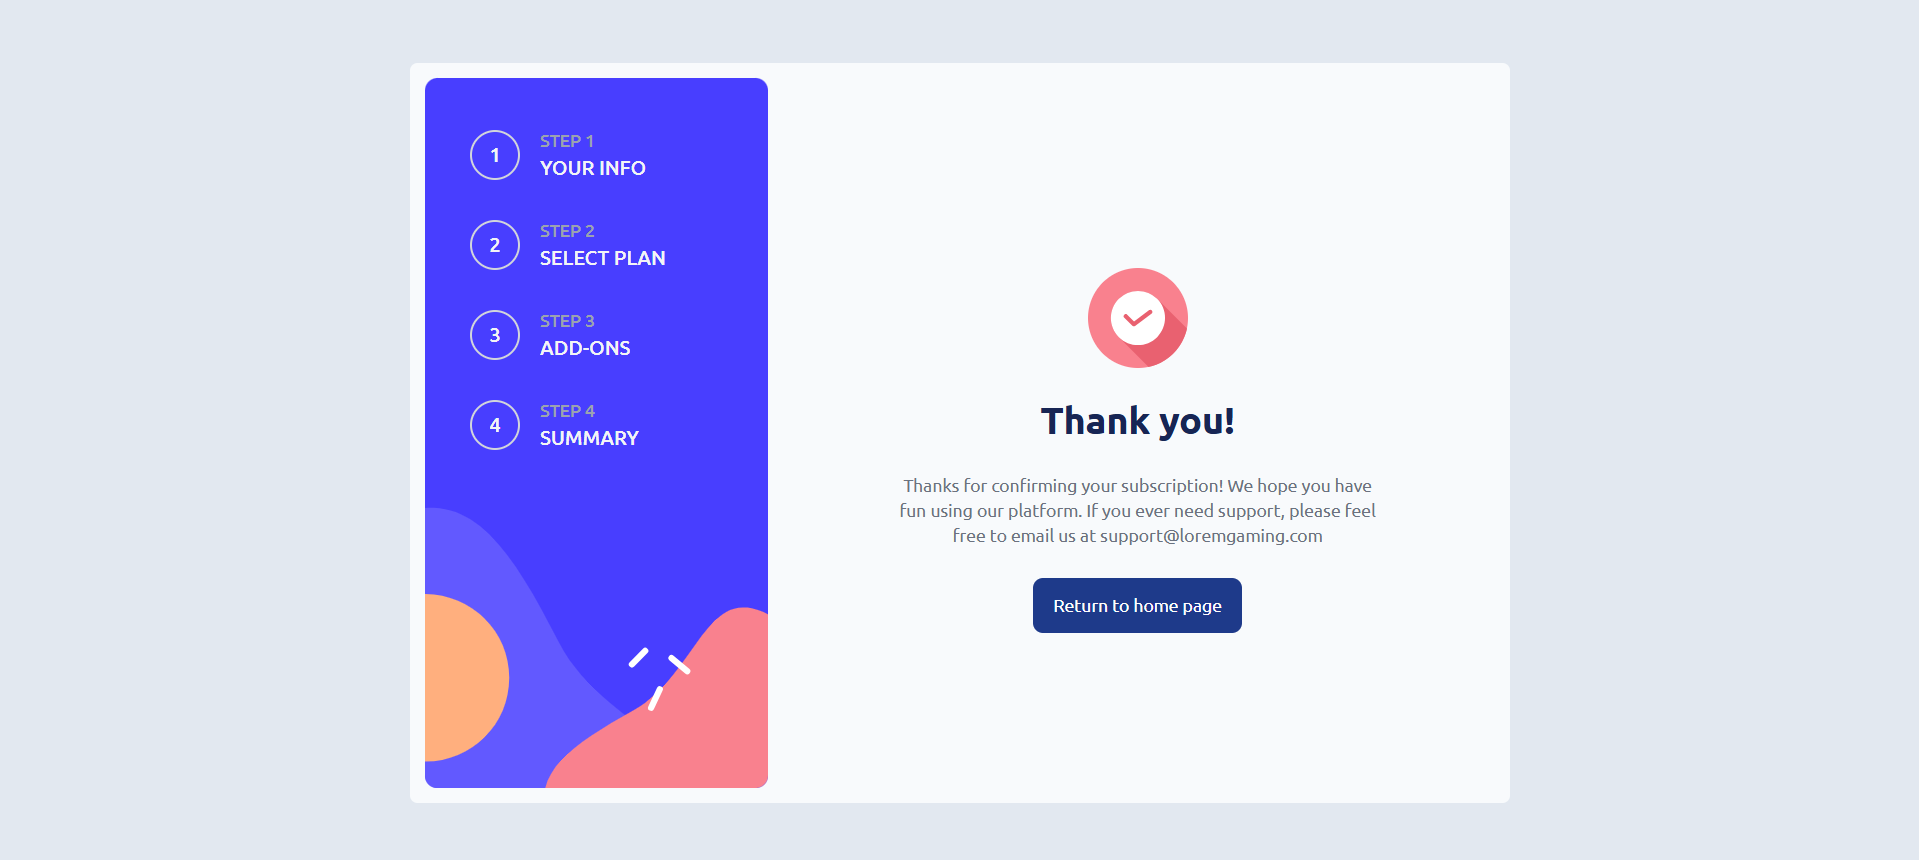 1
STEP 1
YOUR INFO
2
STEP 2
SELECT PLAN
3
STEP 3
ADD-ONS
4
STEP 4
SUMMARY
Thank you!
Thanks for confirming your subscription! We hope you have
fun using our platform. If you ever need support, please feel
free to email us at support@loremgaming.com
Return to home page